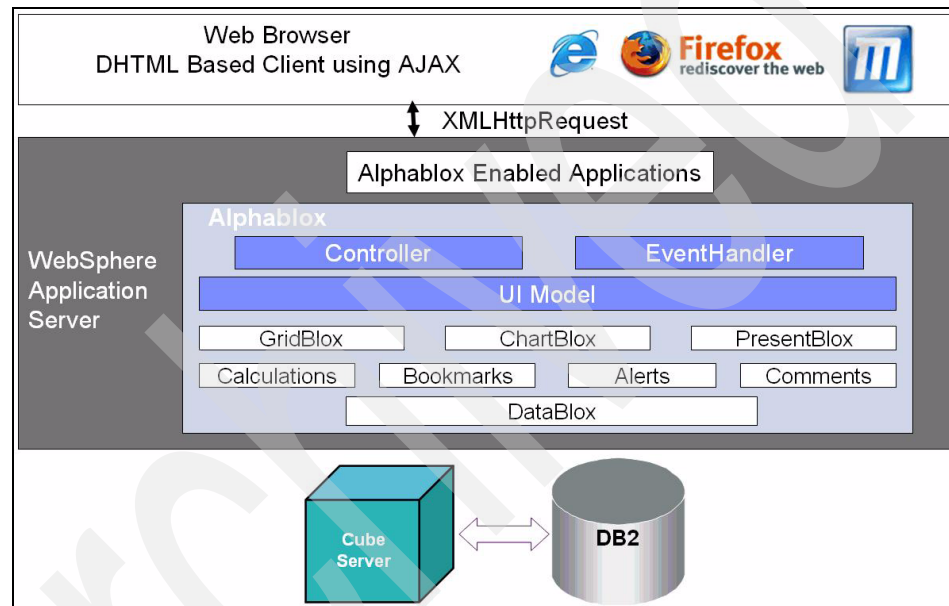 Web Browser
DHTML Based Client using AJAX
Firefox
rediscover the web
XMLHttpRequest
Alphablox Enabled Applications
WebSphere
Application
Server
Alphablox
Controller
EventHandler
UI Model
GridBlox
ChartBlox
PresentBlox
Calculations
Bookmarks
Alerts
Comments
DataBlox
Cube
Server
DB2